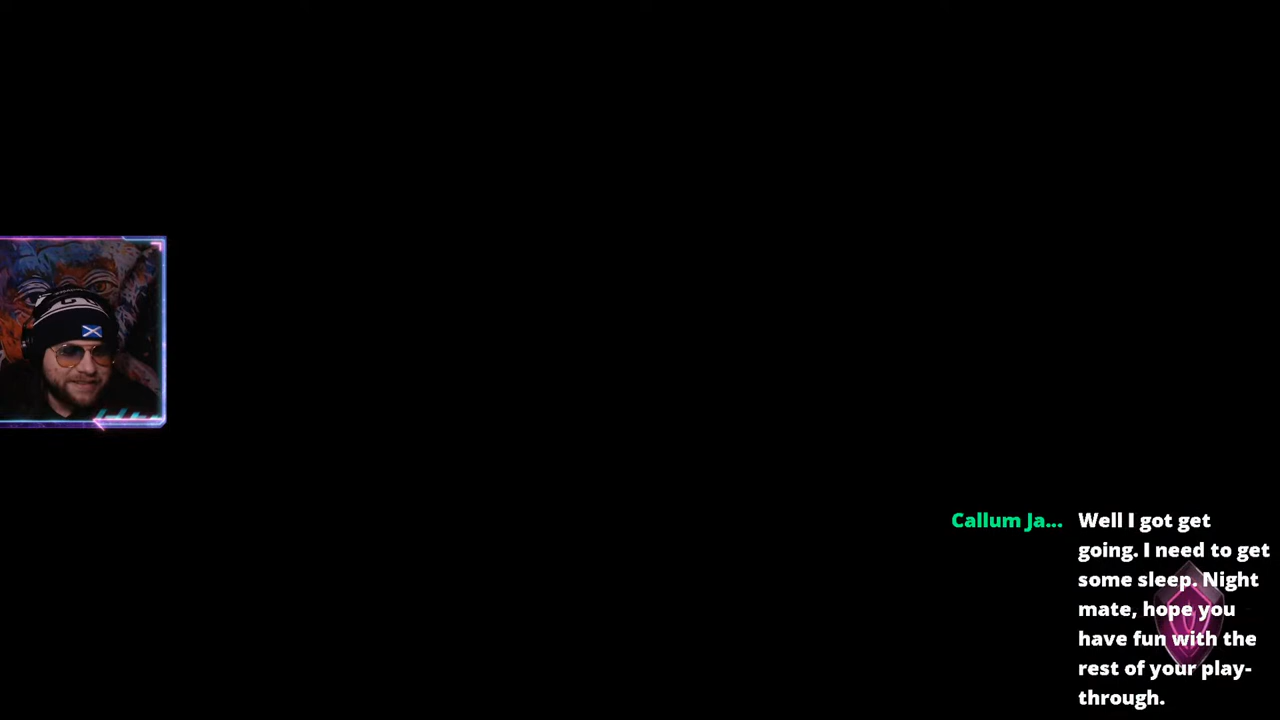 Callum Ja... Well I got get
going. I need to get
some sleep. Night
mate, hope you
have fun with the
rest of your play-
through.